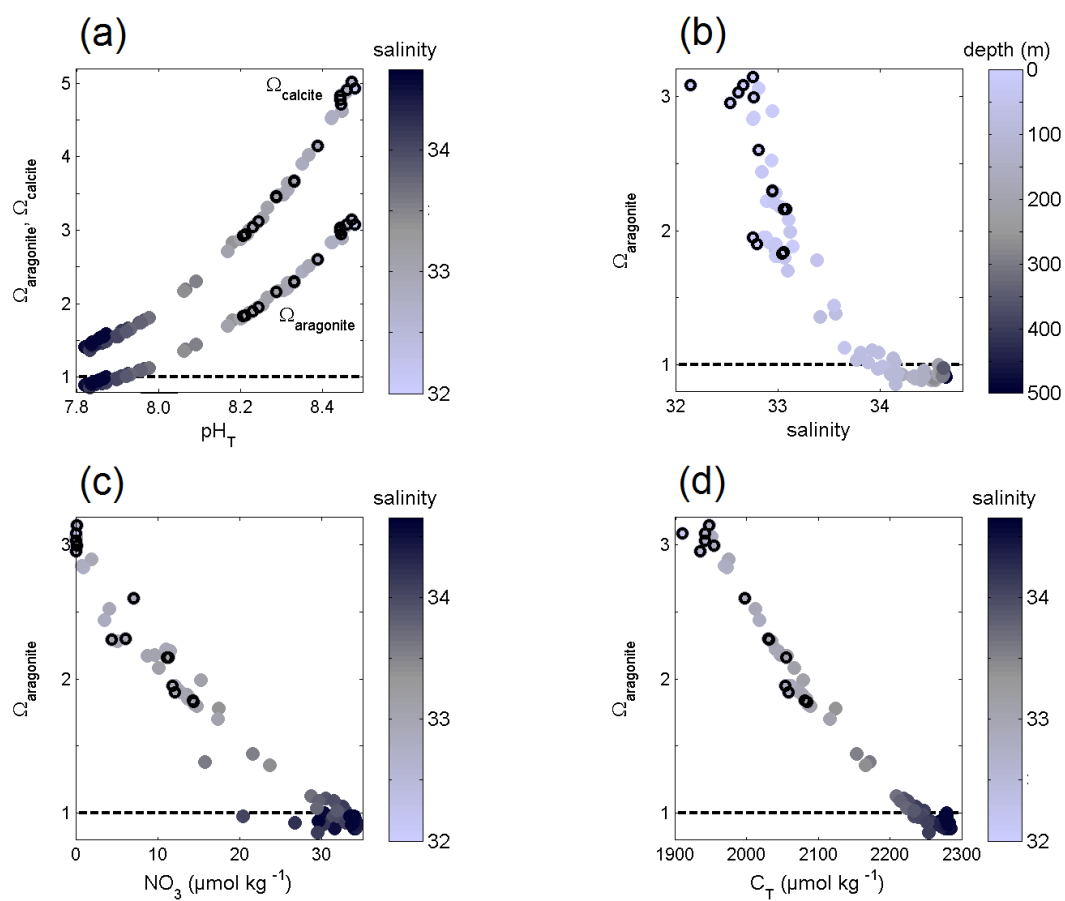 (a)
salinity
5
4
3
2
1
Ωaragonite, Ωcalcite
Ωcalcite
Ωaragonite
7.8 8.0 8.2 8.4
pHT
34
33
32
(b)
depth (m)
3
2
1
Ωaragonite
32 33 34
salinity
0
100
200
300
400
500
(c)
salinity
3
2
1
Ωaragonite
0 10 20 30
NO3 (µmol kg -1)
34
33
32
(d)
salinity
3
2
1
Ωaragonite
1900 2000 2100 2200 2300
CT (µmol kg -1)
34
33
32